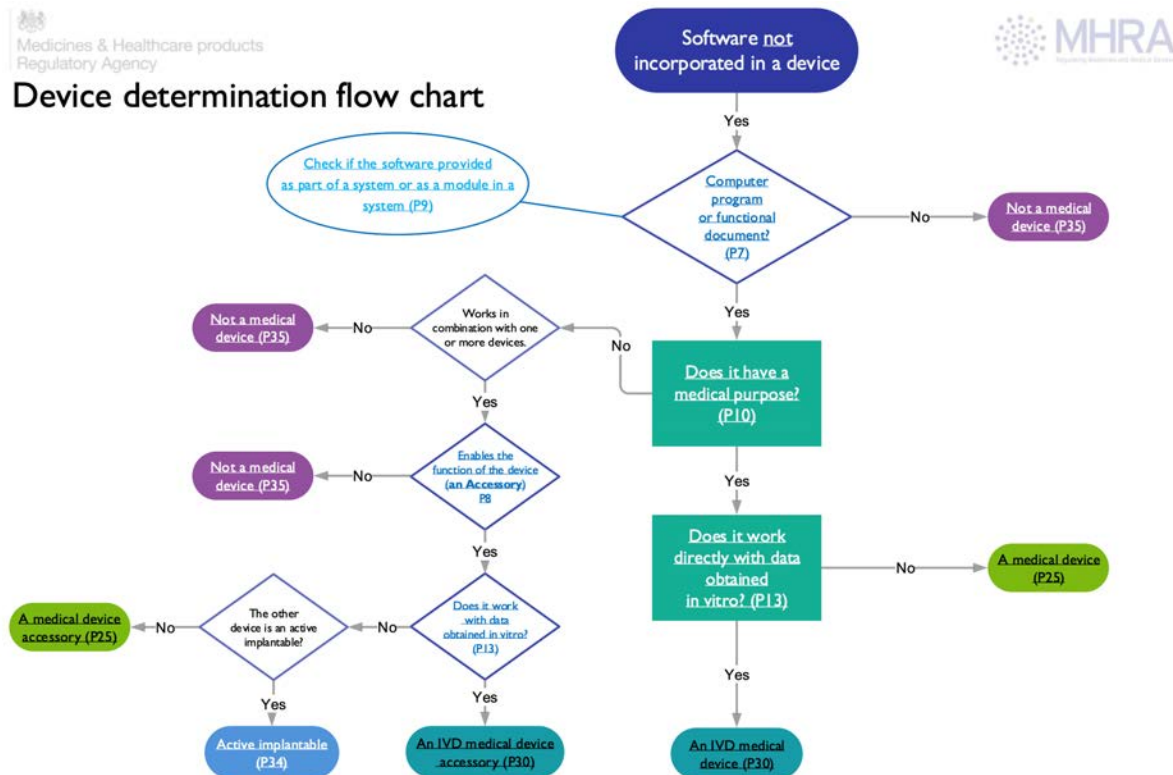 Medicines & Healthcare products
Regulatory Agency
MHRA
Device determination flow chart
Software not
incorporated in a device
Yes
Check if the software provided
as part of a system or as a module in a
system (P9)
Computer
program
or functional
document?
(P7)
No
Not a medical
device (P35)
Yes
Not a medical
device (P35)
No
Works in
combination with one
or more devices.
No
Does it have a
medical purpose?
(P10)
Yes
Yes
Not a medical
device (P35)
No
Enables the
function of the device
(an Accessory)
P8
Does it work
directly with data
obtained
in vitro? (P13)
No
A medical device
(P25)
Yes
A medical device
accessory (P25)
No
The other
device is an active
implantable?
No
Does it work
with data
obtained in vitro?
(P13)
Yes
Yes
Yes
Active implantable
(P34)
An IVD medical device
accessory (P30)
An IVD medical
device (P30)